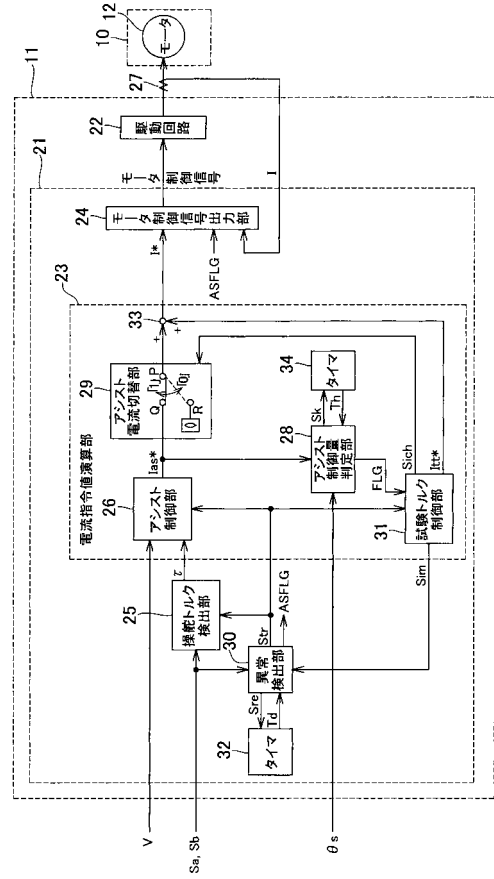 11
21
23
電流指令値演算部
10
12
モータ
27
22
駆動回路
モータ制御信号
24
モータ制御信号出力部
I
I*
ASFLG
33
+
+
29
アシスト
電流切替部
Q
「1」
P
「0」
R
0
34
タイマ
Sk
Th
28
アシスト
制御量
判定部
Ias*
FLG
Sich
Itt*
26
アシスト
制御部
31
試験トルク
制御部
Sim
τ
25
操舵トルク
検出部
Str
ASFLG
30
異常
検出部
Sre
Td
32
タイマ
V
Sa, Sb
θs